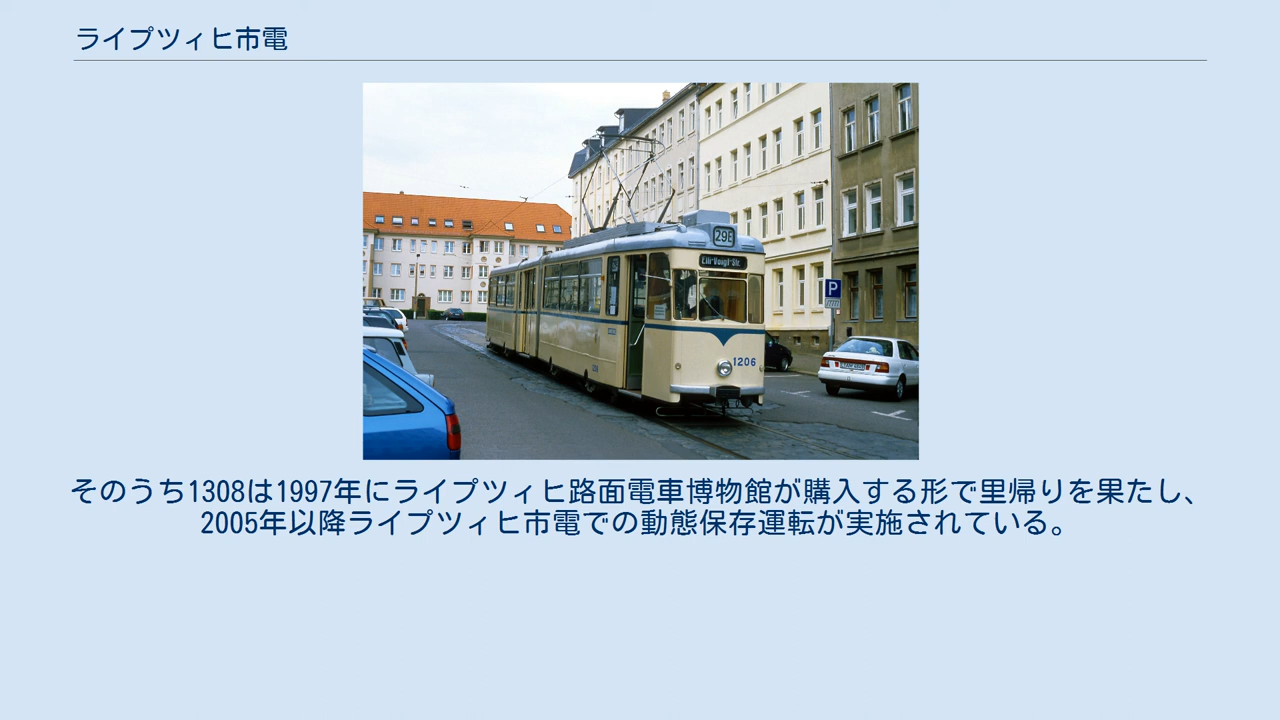 ライプツィヒ市電
29E
Lili-Voigt-Str.
P
1206
そのうち1308は1997年にライプツィヒ路面電車博物館が購入する形で里帰りを果たし、
2005年以降ライプツィヒ市電での動態保存運転が実施されている。